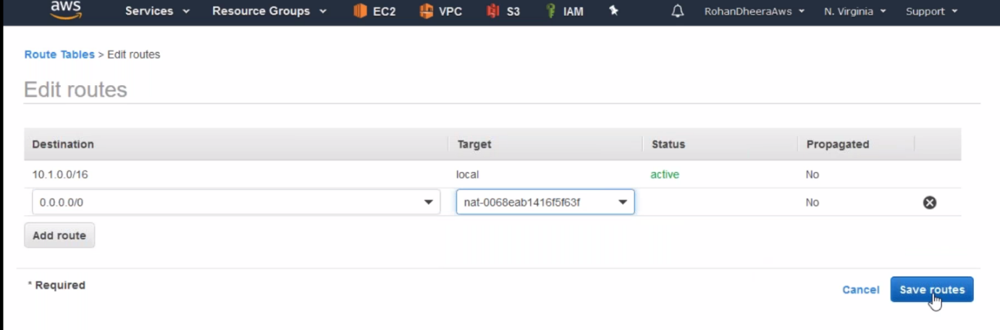 aws Services Resource Groups EC2 VPC S3 IAM RohanDheeraAws N. Virginia Support
Route Tables > Edit routes
Edit routes
Destination Target Status Propagated
10.1.0.0/16 local active No
0.0.0.0/0 nat-0068eab1416f5f63f No
Add route
* Required Cancel Save routes